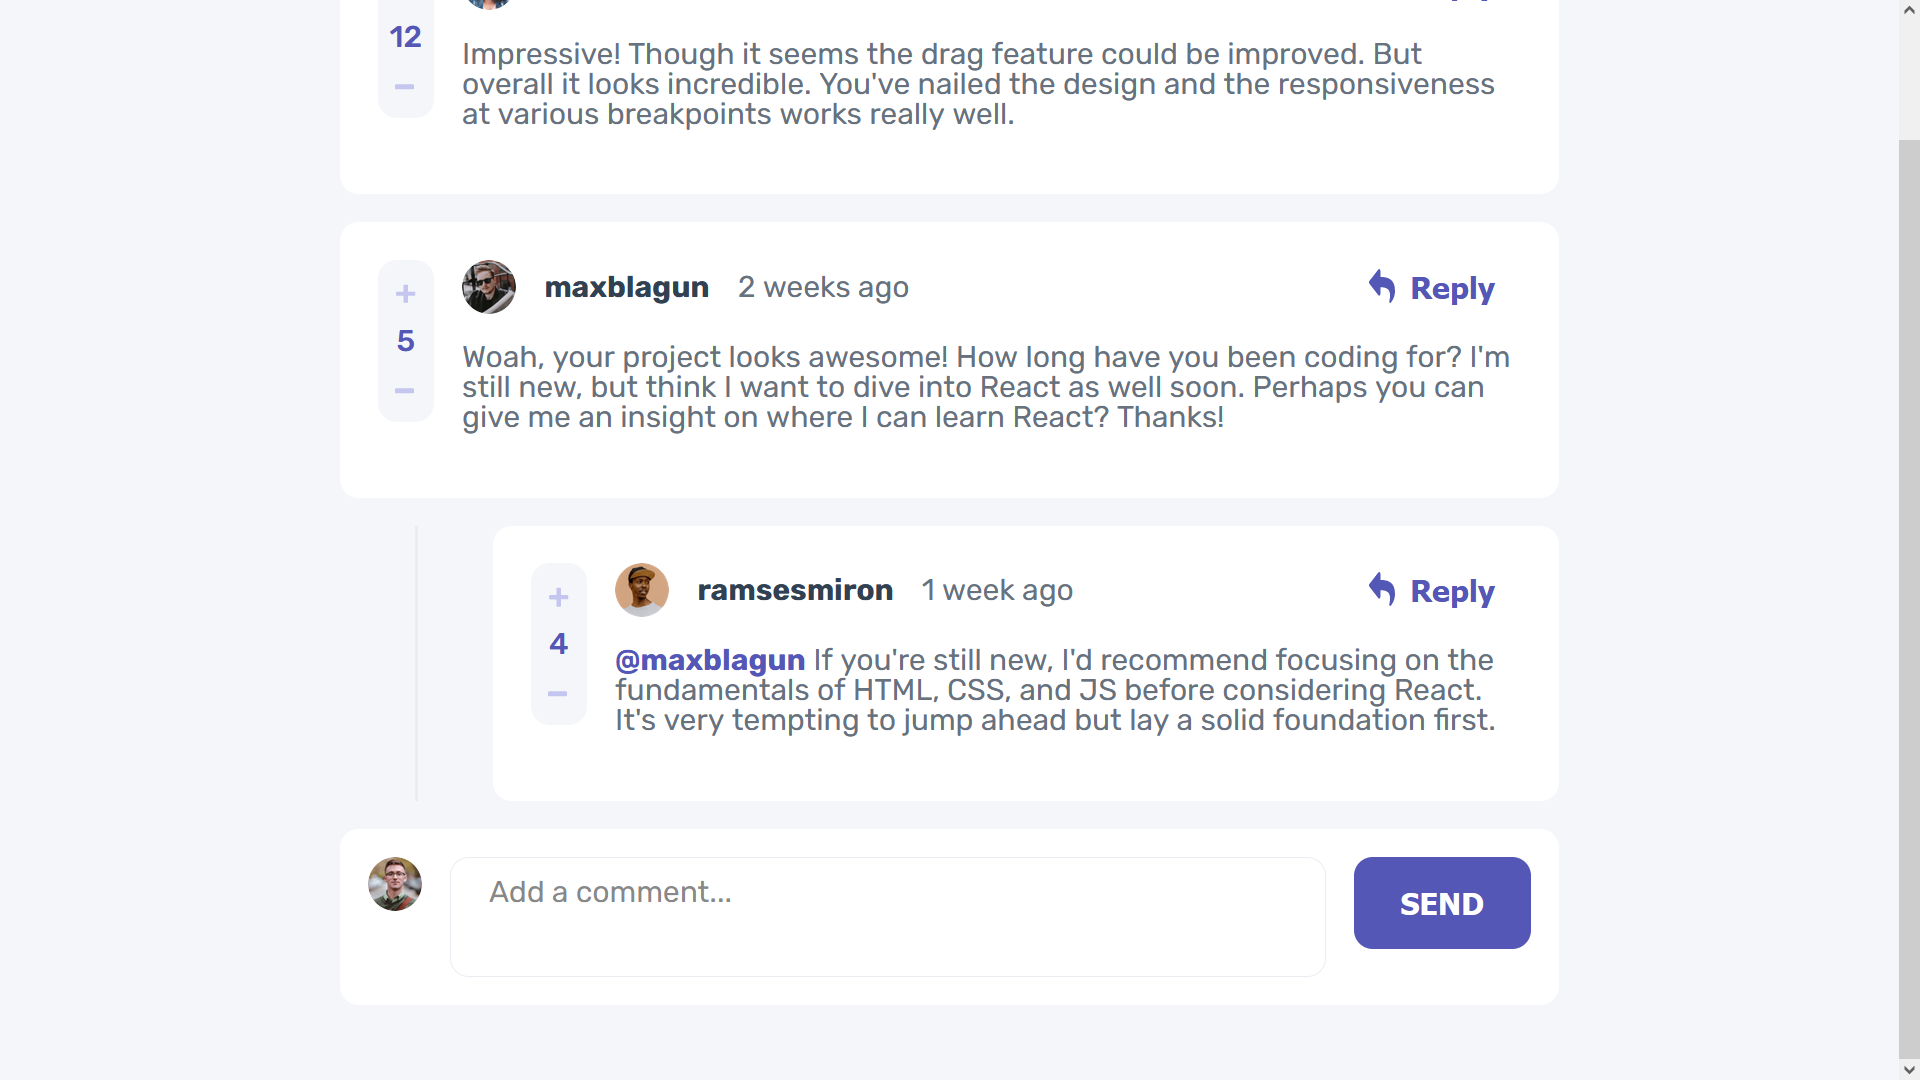 12
Impressive! Though it seems the drag feature could be improved. But
overall it looks incredible. You've nailed the design and the responsiveness
at various breakpoints works really well.
maxblagun 2 weeks ago Reply
5
Woah, your project looks awesome! How long have you been coding for? I'm
still new, but think I want to dive into React as well soon. Perhaps you can
give me an insight on where I can learn React? Thanks!
ramsesmiron 1 week ago Reply
4
@maxblagun If you're still new, I'd recommend focusing on the
fundamentals of HTML, CSS, and JS before considering React.
It's very tempting to jump ahead but lay a solid foundation first.
Add a comment...
SEND